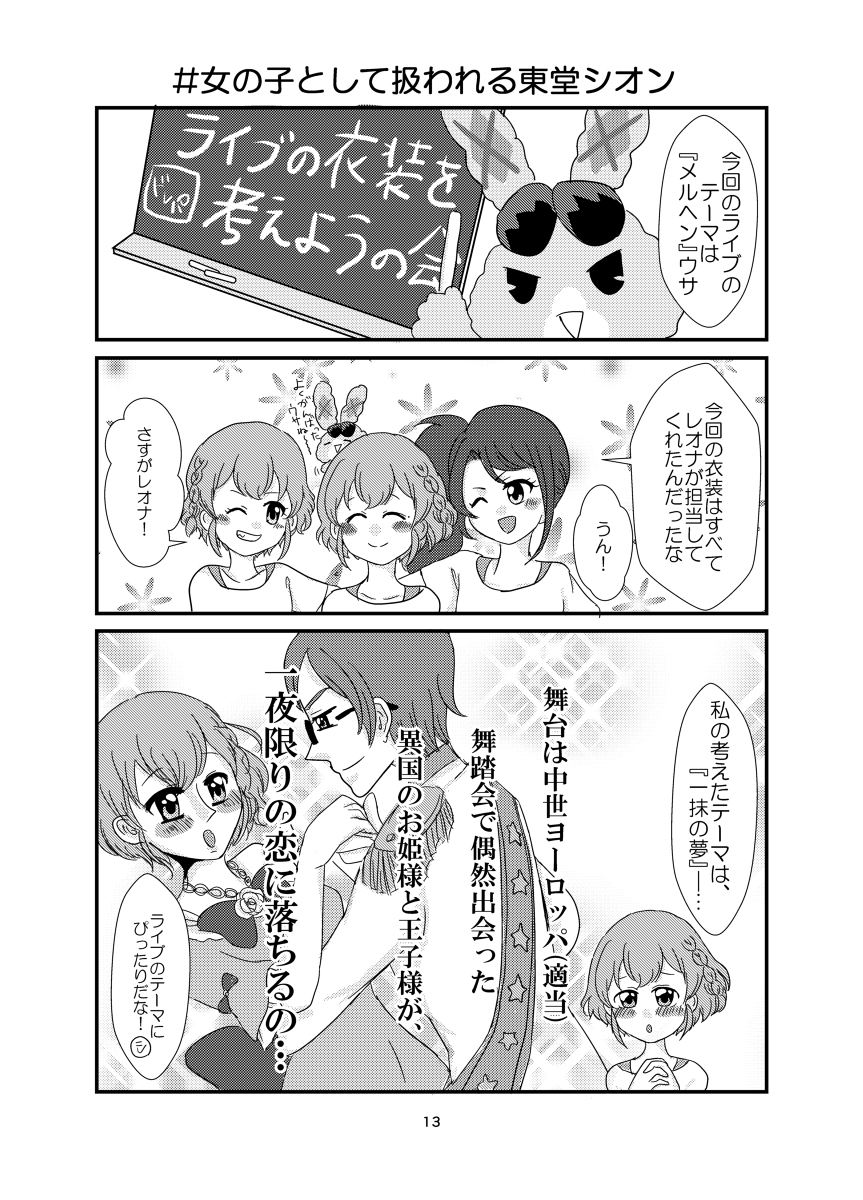 ＃女の子として扱われる東堂シオン
今回のライブの
テーマは
『メルヘン』ウサ
ライブの衣装を
考えようの会
ドレパ
今回の衣装はすべて
レオナが担当して
くれたんだったな
うん！
よくがんばった
ウサね～
さすがレオナ！
私の考えたテーマは、
『一抹の夢』―…
舞台は中世ヨーロッパ(適当)
舞踏会で偶然出会った
異国のお姫様と王子様が、
一夜限りの恋に落ちるの…
ライブのテーマに
ぴったりだな！シ
13